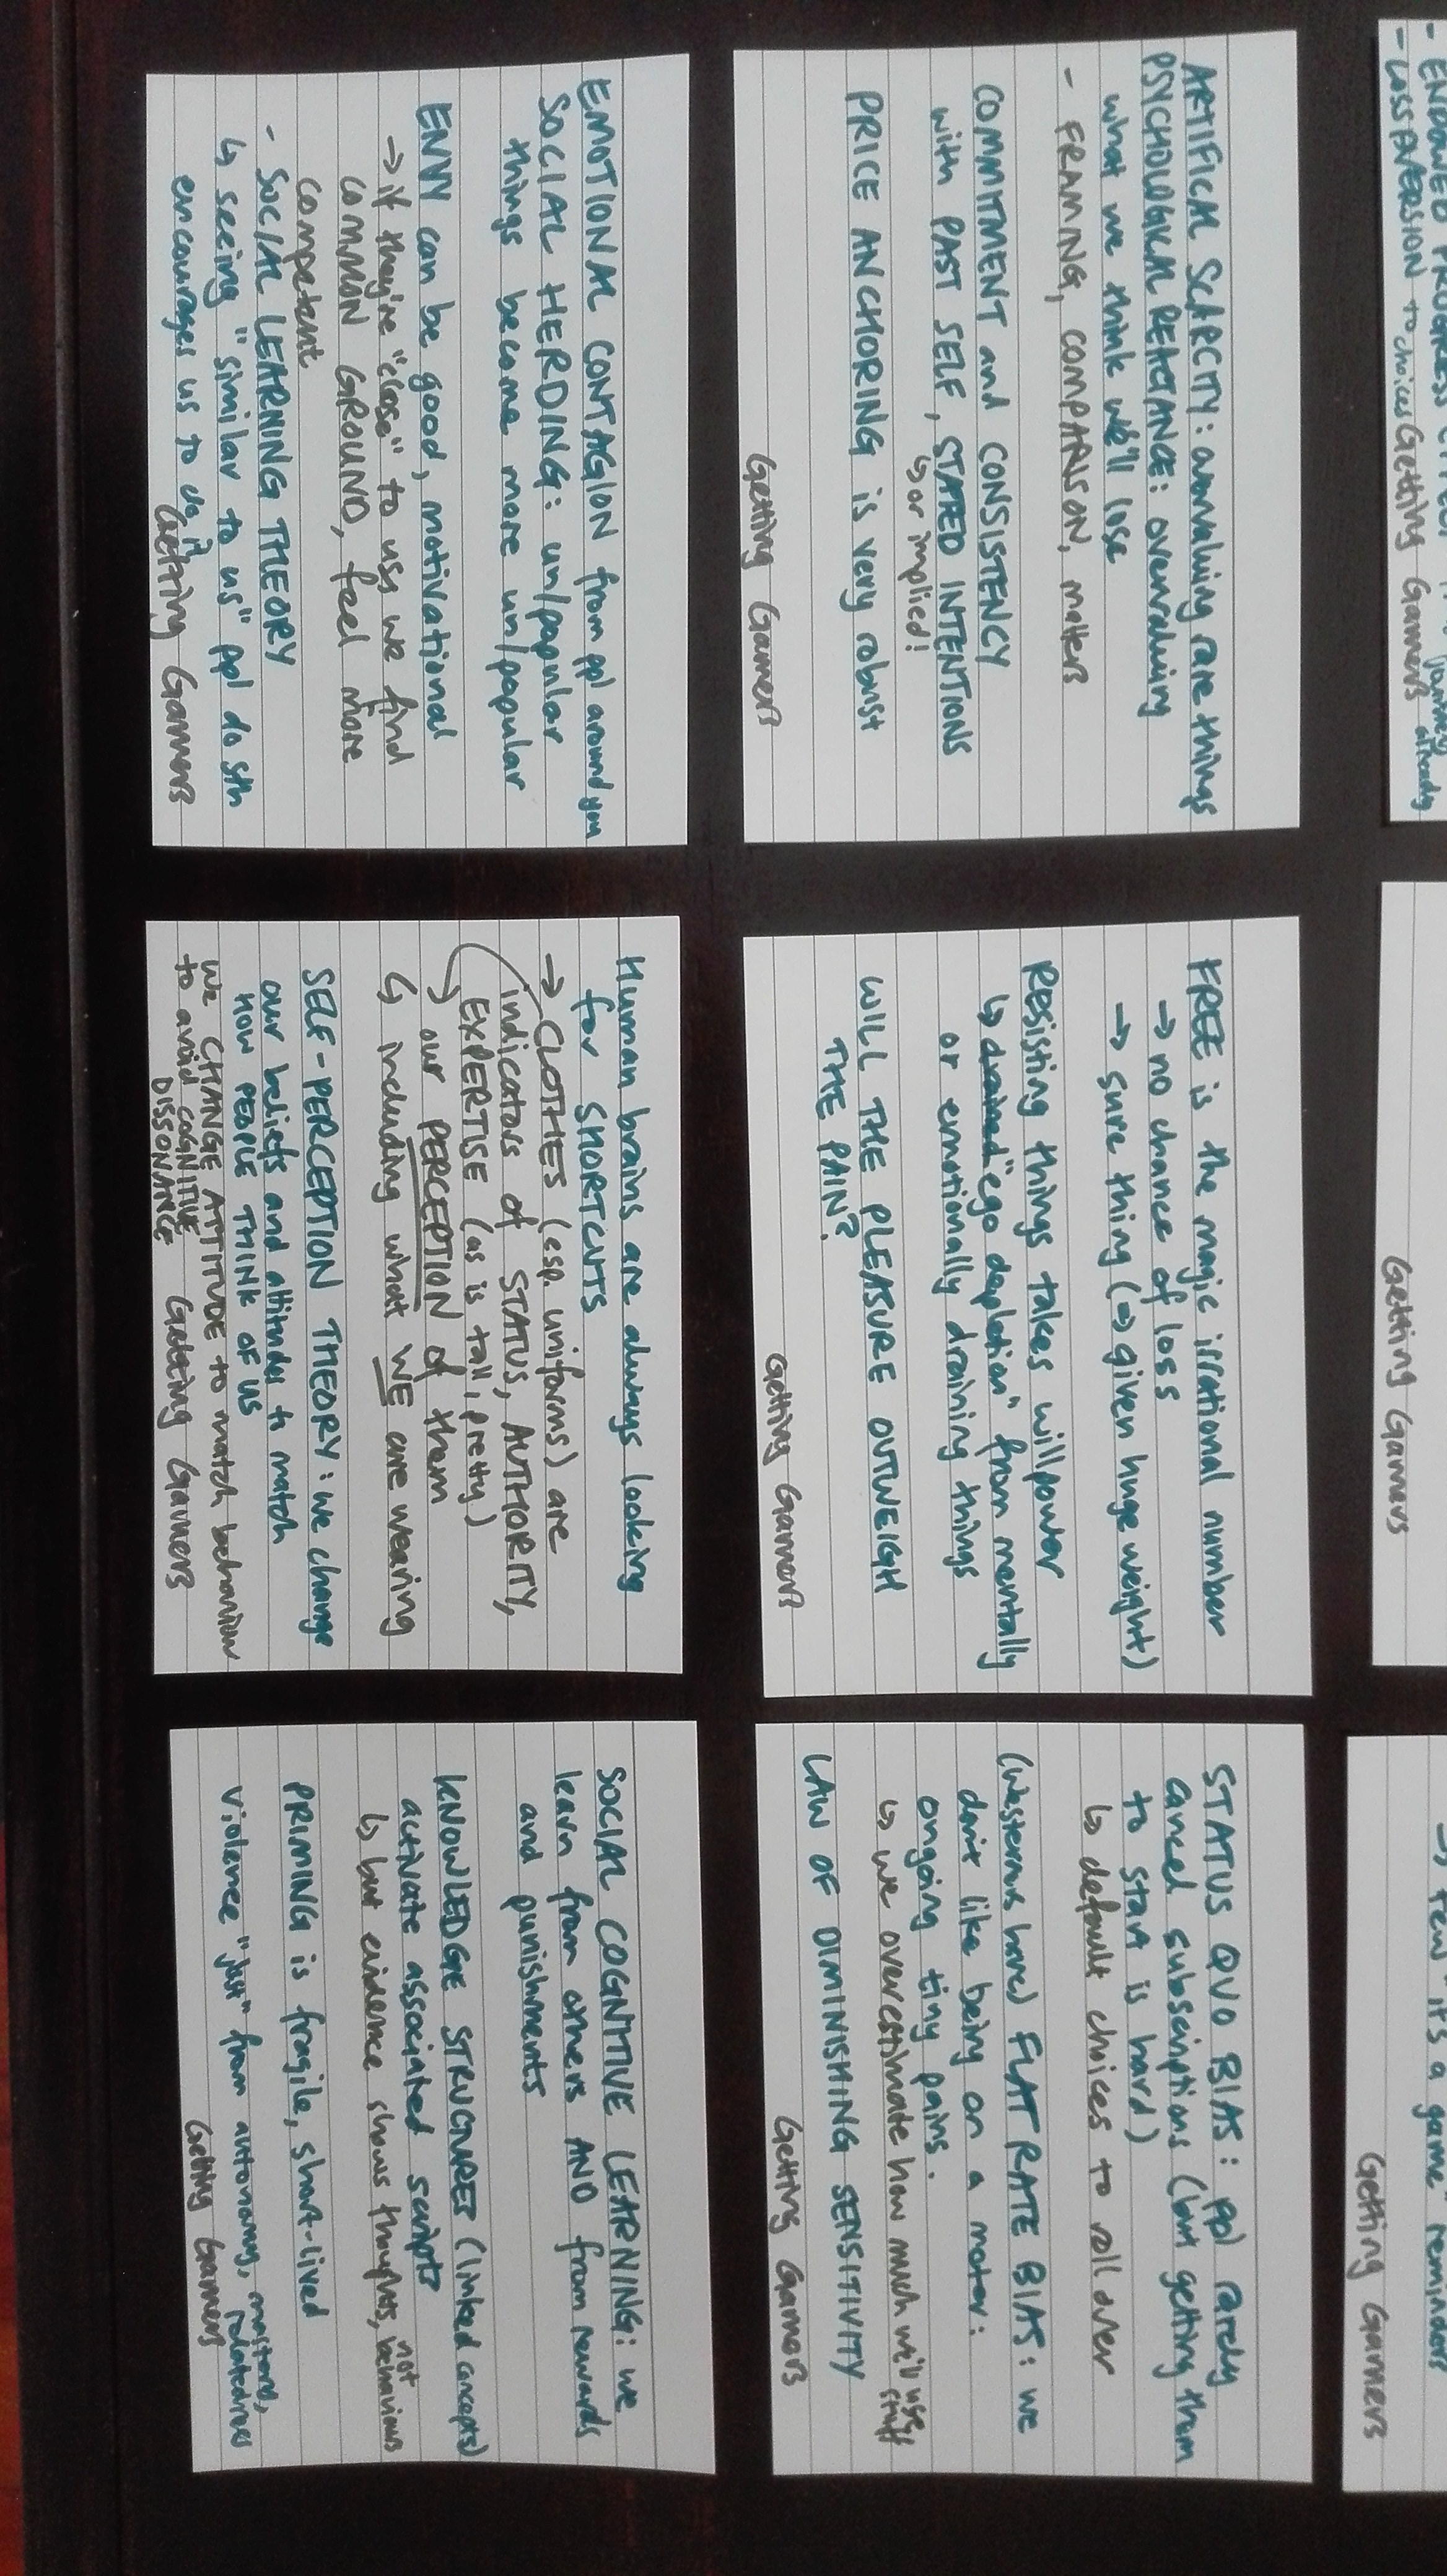 - ENDOWED PROGRESS
- LOSS AVERSION to choices
already
Getting Gamers
Getting Gamers
→ few "it's a game" reminders
Getting Gamers
ARTIFICAL SCARCITY: overvaluing rare things
PSYCHOLOGICAL REACTANCE: overvaluing
what we think we'll lose
- FRAMING, COMPARISON, matters
COMMITMENT and CONSISTENCY
with PAST SELF, STATED INTENTIONS
↳ or implied!
PRICE ANCHORING is very robust
Getting Gamers
FREE is the magic irrational number
→ no chance of loss
→ sure thing (⇒ given huge weight)
Resisting things takes willpower
↳ "ego depletion" from mentally
or emotionally draining things
WILL THE PLEASURE OUTWEIGH
THE PAIN?
Getting Gamers
STATUS QUO BIAS: ppl rarely
cancel subscriptions (but getting them
to start is hard)
↳ default choices to roll over
(Westerners have) FLAT RATE BIAS: we
don't like being on a meter:
ongoing tiny pains.
↳ we overestimate how much we'll use stuff
LAW OF DIMINISHING SENSITIVITY
Getting Gamers
EMOTIONAL CONTAGION from ppl around you
SOCIAL HERDING: un/popular
things become more un/popular
ENVY can be good, motivational
→ if they're "close" to us, we find
COMMON GROUND, feel more
competent
- SOCIAL LEARNING THEORY
↳ seeing "similar to us" ppl do sth
encourages us to do it
Getting Gamers
Human brains are always looking
for SHORTCUTS
→ CLOTHES (esp. uniforms) are
indicators of STATUS, AUTHORITY,
EXPERTISE (as is tall, pretty)
our PERCEPTION of them
↳ including what WE are wearing
SELF-PERCEPTION THEORY: we change
our beliefs and attitudes to match
HOW PEOPLE THINK OF US
We CHANGE ATTITUDE to match behaviour
to avoid COGNITIVE
DISSONANCE
Getting Gamers
SOCIAL COGNITIVE LEARNING: we
learn from others AND from rewards
and punishments
KNOWLEDGE STRUCTURES (linked concepts)
activate associated scripts
↳ but evidence shows thoughts, not behaviours
PRIMING is fragile, short-lived
Violence "just" from autonomy, mastery,
relatedness
Getting Gamers